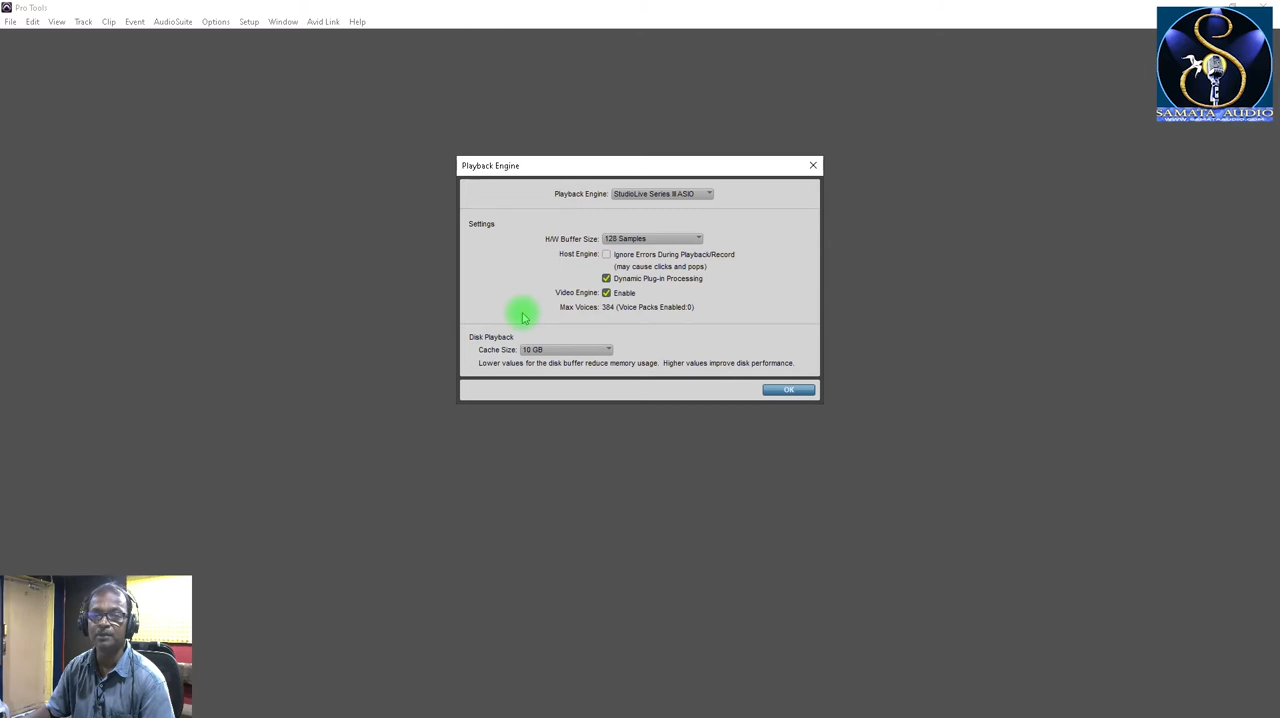 Pro Tools
File Edit View Track Clip Event AudioSuite Options Setup Window Avid Link Help
SAMATA AUDIO
Playback Engine
Playback Engine: StudioLive Series III ASIO
Settings
H/W Buffer Size: 128 Samples
Host Engine: Ignore Errors During Playback/Record
(may cause clicks and pops)
Dynamic Plug-in Processing
Video Engine: Enable
Max Voices: 384 (Voice Packs Enabled:0)
Disk Playback
Cache Size: 10 GB
Lower values for the disk buffer reduce memory usage. Higher values improve disk performance.
OK